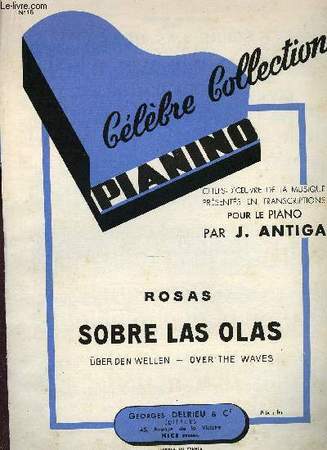 Le-livre.com
N° 16
Célèbre Collection
PIANINO
CHEFS-D'ŒUVRE DE LA MUSIQUE
PRÉSENTÉS EN TRANSCRIPTIONS
POUR LE PIANO
PAR J. ANTIGA
ROSAS
SOBRE LAS OLAS
ÜBER DEN WELLEN – OVER THE WAVES
GEORGES DELRIEU & Cie
ÉDITEURS
45, Avenue de la Victoire
NICE